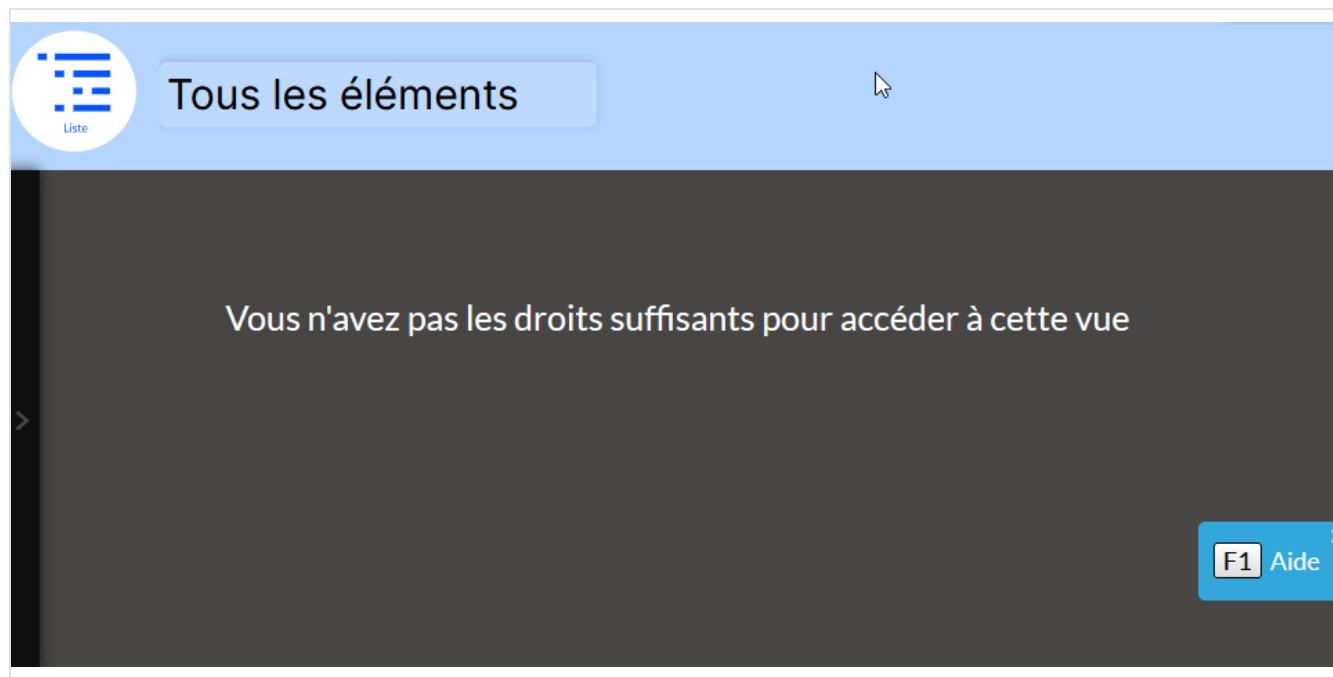 Liste
Tous les éléments
Vous n'avez pas les droits suffisants pour accéder à cette vue
F1 Aide